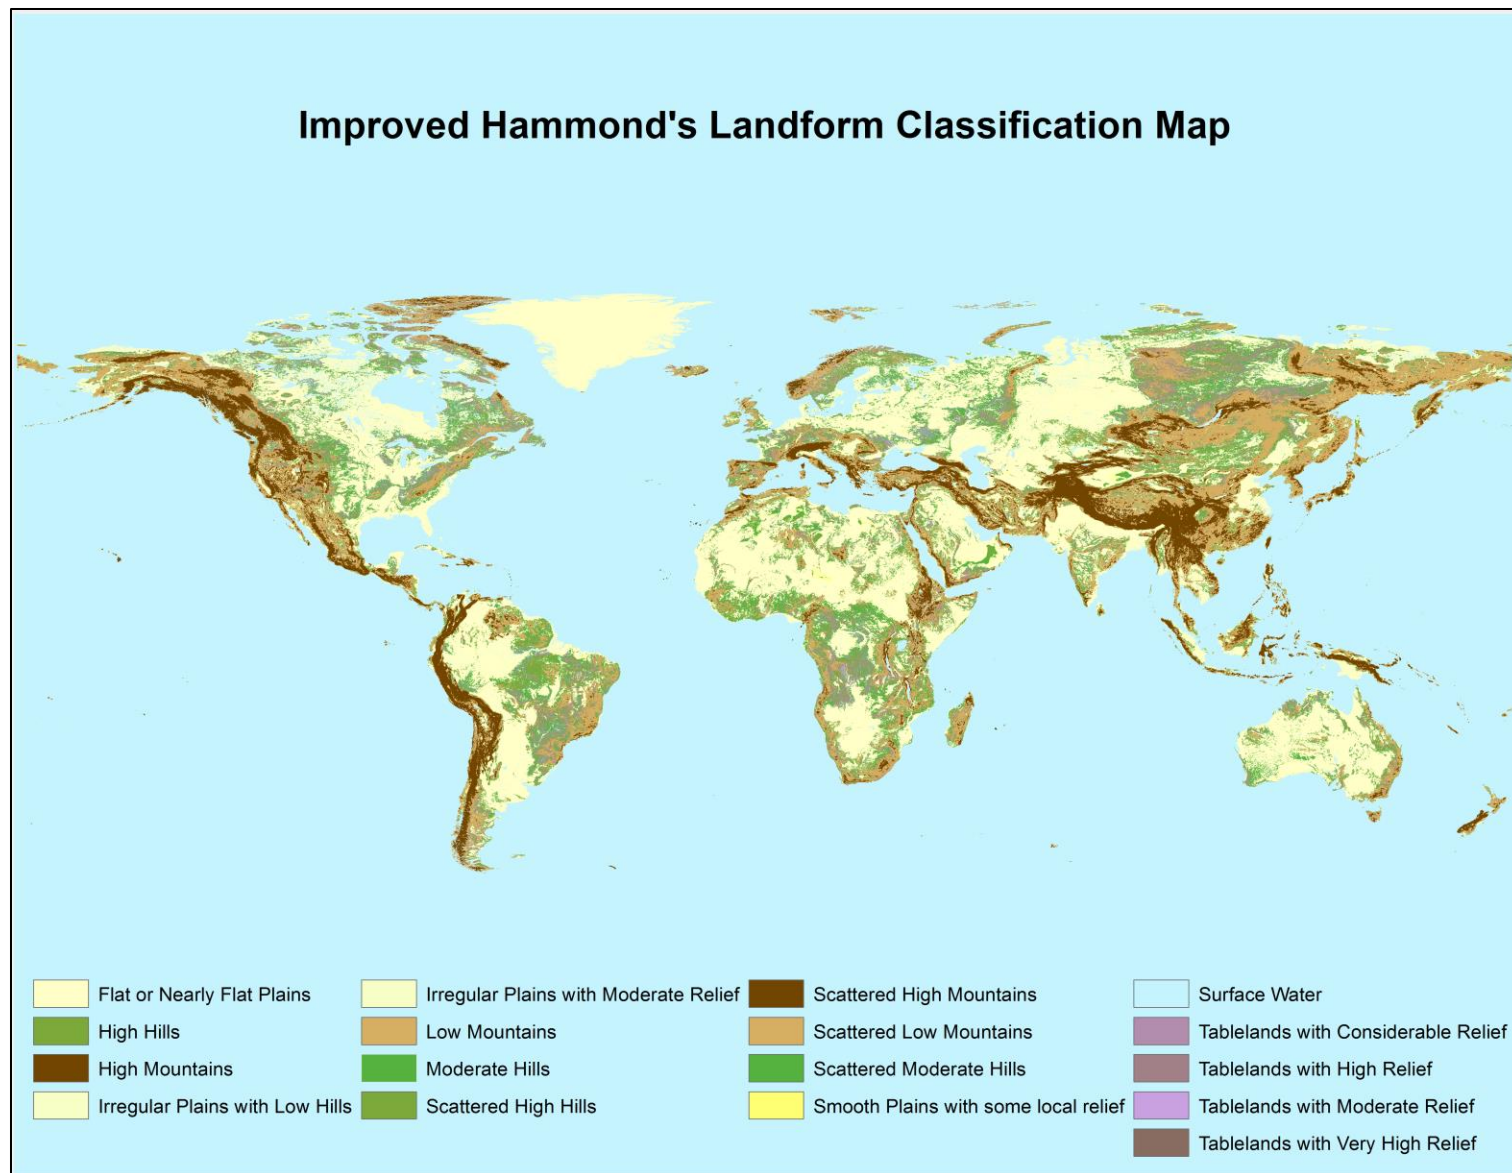 Improved Hammond's Landform Classification Map
Flat or Nearly Flat Plains
High Hills
High Mountains
Irregular Plains with Low Hills
Irregular Plains with Moderate Relief
Low Mountains
Moderate Hills
Scattered High Hills
Scattered High Mountains
Scattered Low Mountains
Scattered Moderate Hills
Smooth Plains with some local relief
Surface Water
Tablelands with Considerable Relief
Tablelands with High Relief
Tablelands with Moderate Relief
Tablelands with Very High Relief